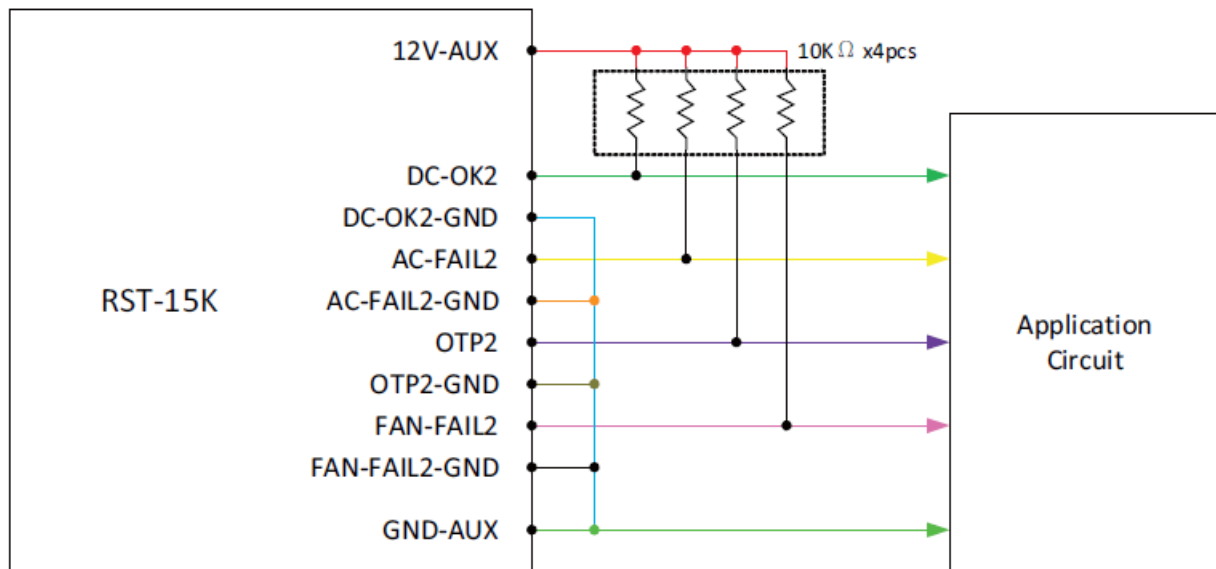 12V-AUX
10KΩ x4pcs
DC-OK2
DC-OK2-GND
AC-FAIL2
RST-15K
AC-FAIL2-GND
Application
Circuit
OTP2
OTP2-GND
FAN-FAIL2
FAN-FAIL2-GND
GND-AUX